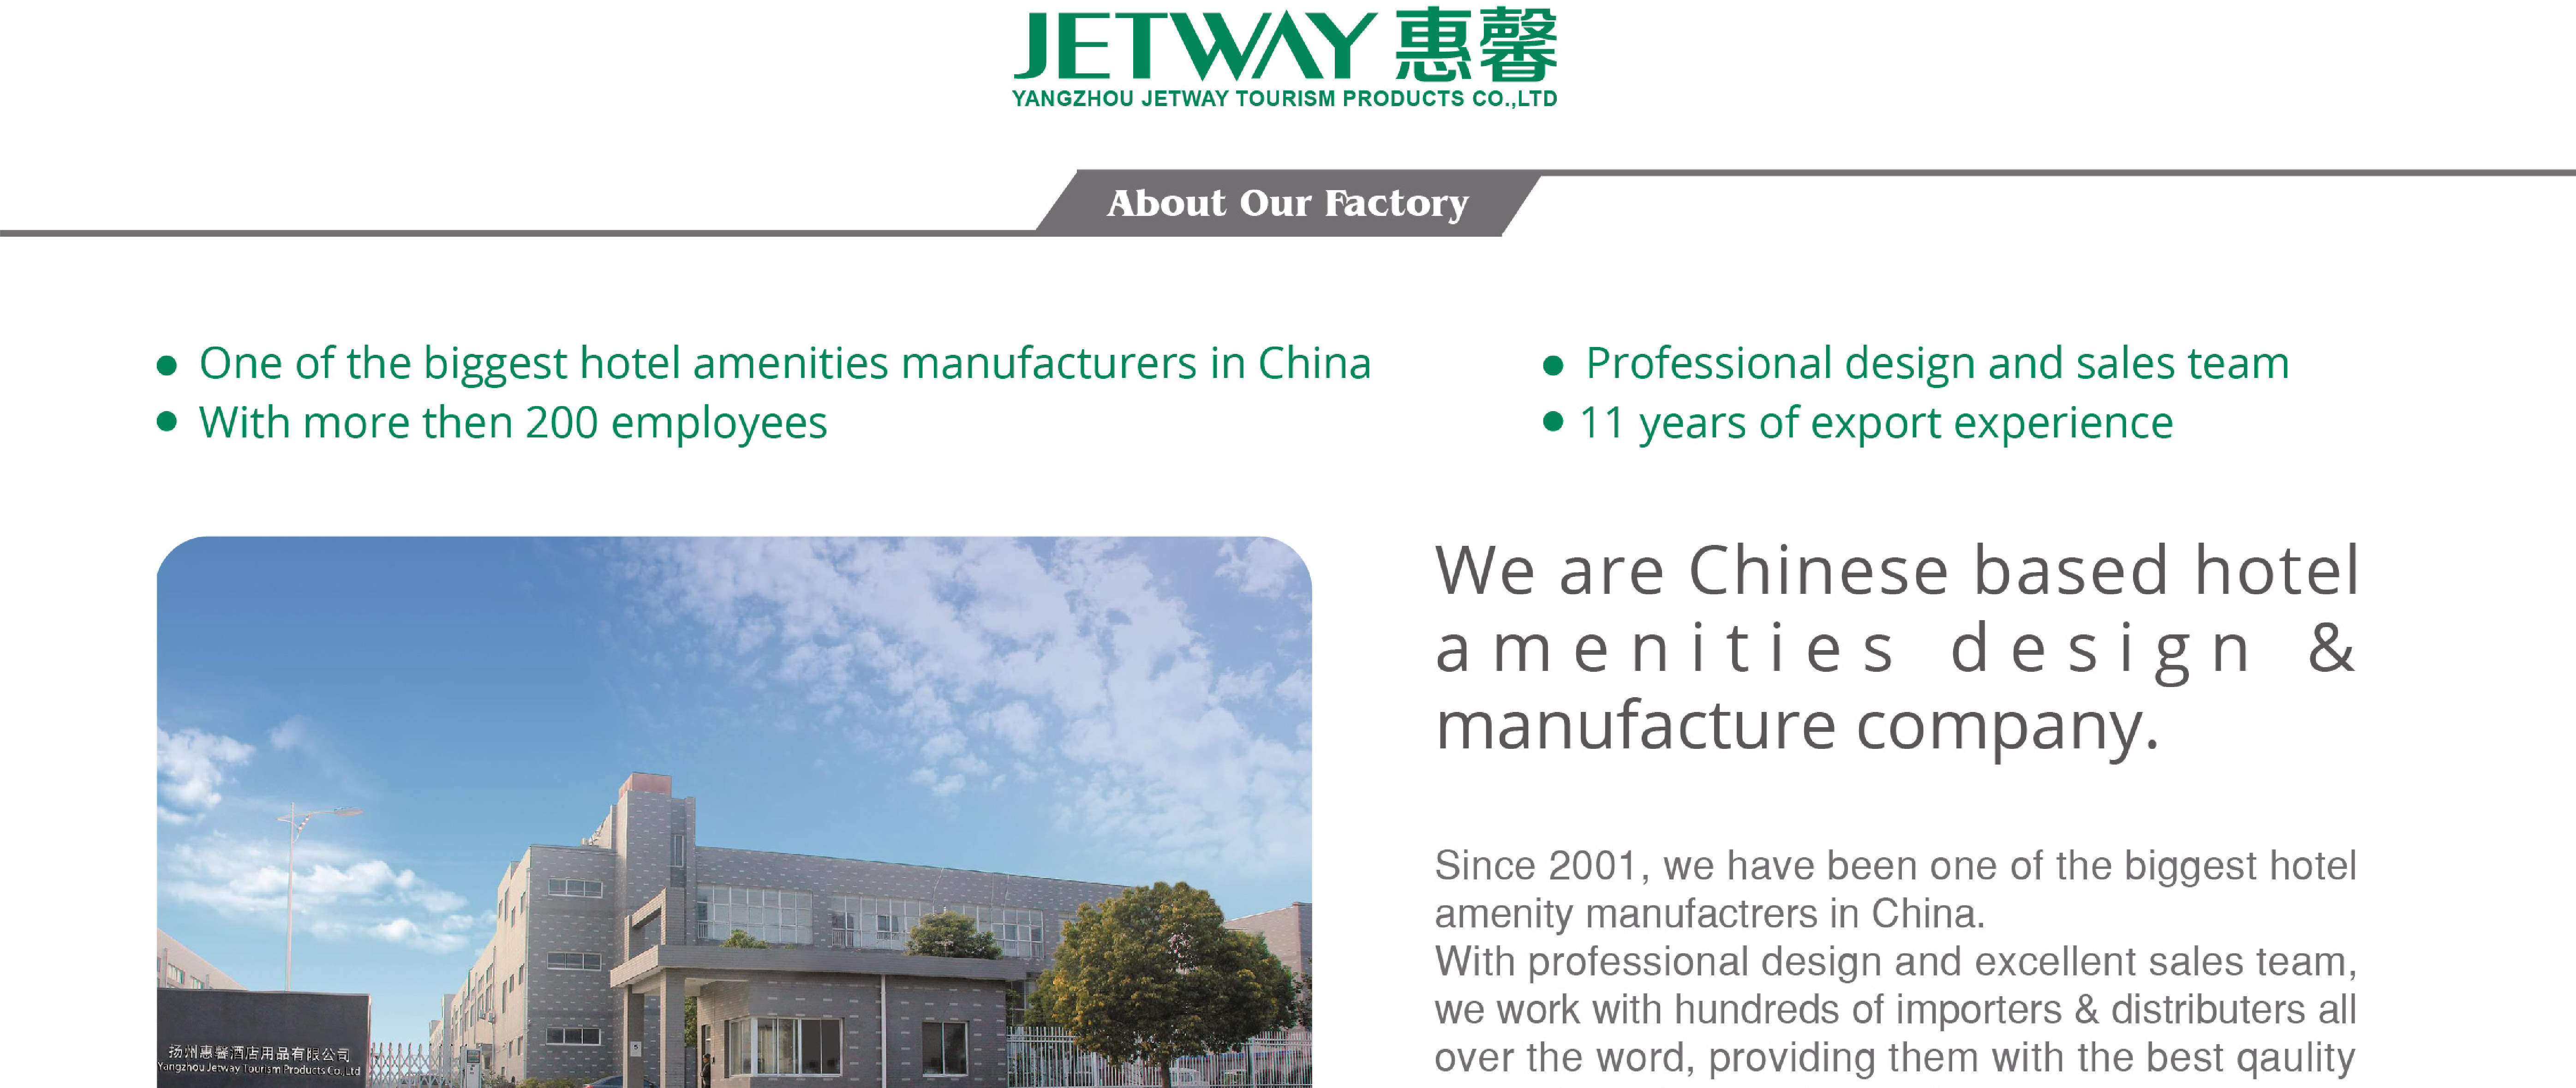 JETWAY 惠馨
YANGZHOU JETWAY TOURISM PRODUCTS CO.,LTD
About Our Factory
One of the biggest hotel amenities manufacturers in China
With more then 200 employees
Professional design and sales team
11 years of export experience
We are Chinese based hotel
amenities design &
manufacture company.
Since 2001, we have been one of the biggest hotel
amenity manufactrers in China.
With professional design and excellent sales team,
we work with hundreds of importers & distributers all
over the word, providing them with the best qaulity
扬州惠馨酒店用品有限公司
Yangzhou Jetway Tourism Products Co.,Ltd